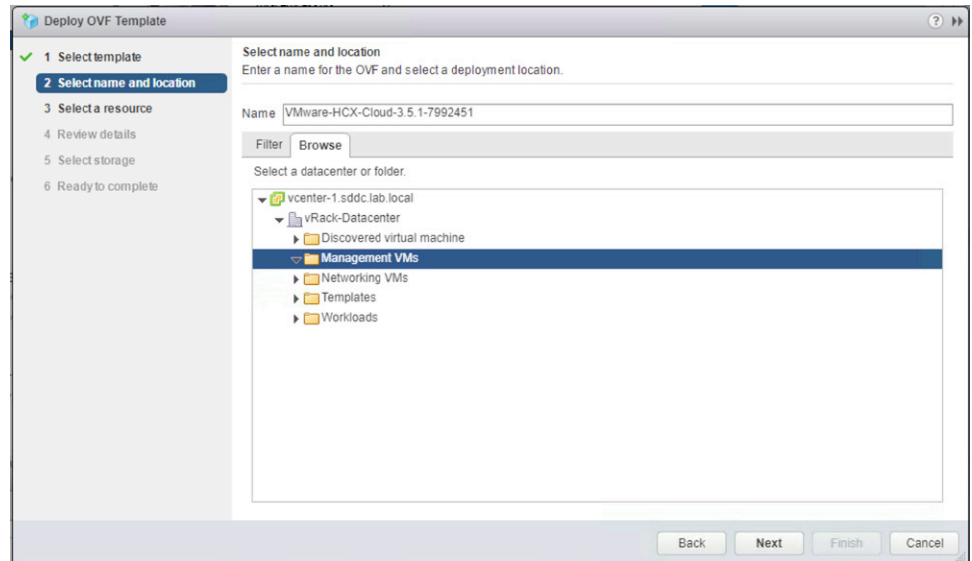 Deploy OVF Template
1 Select template
2 Select name and location
3 Select a resource
4 Review details
5 Select storage
6 Ready to complete
Select name and location
Enter a name for the OVF and select a deployment location.
Name VMware-HCX-Cloud-3.5.1-7992451
Filter Browse
Select a datacenter or folder.
vcenter-1.sddc.lab.local
vRack-Datacenter
Discovered virtual machine
Management VMs
Networking VMs
Templates
Workloads
Back Next Finish Cancel